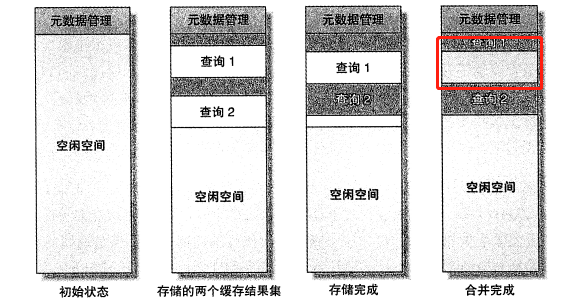 元数据管理
空闲空间
初始状态
元数据管理
查询 1
查询 2
空闲空间
存储的两个缓存结果集
元数据管理
查询 1
查询 2
空闲空间
存储完成
元数据管理
查询 1
查询 2
空闲空间
合并完成